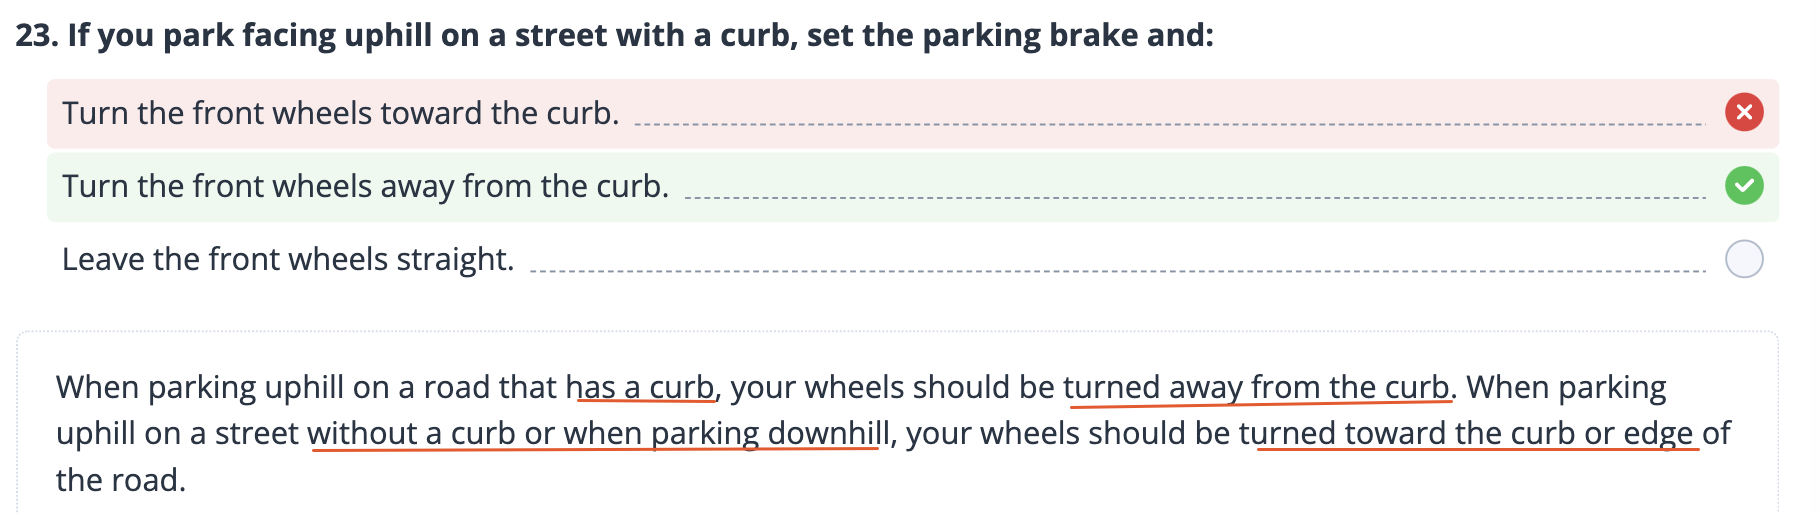 23. If you park facing uphill on a street with a curb, set the parking brake and:
Turn the front wheels toward the curb.
Turn the front wheels away from the curb.
Leave the front wheels straight.
When parking uphill on a road that has a curb, your wheels should be turned away from the curb. When parking
uphill on a street without a curb or when parking downhill, your wheels should be turned toward the curb or edge of
the road.